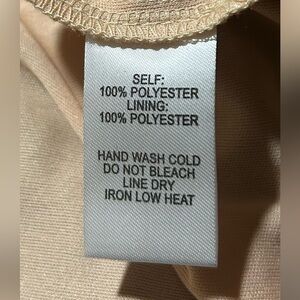 SELF:
100% POLYESTER
LINING:
100% POLYESTER
HAND WASH COLD
DO NOT BLEACH
LINE DRY
IRON LOW HEAT